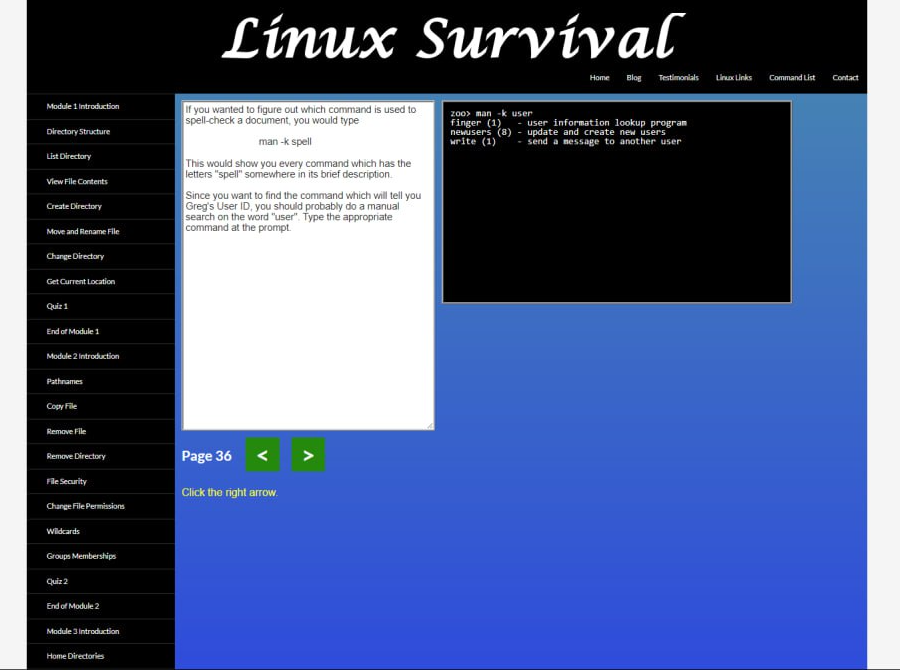 Linux Survival
Home Blog Testimonials Linux Links Command List Contact
Module 1 Introduction
Directory Structure
List Directory
View File Contents
Create Directory
Move and Rename File
Change Directory
Get Current Location
Quiz 1
End of Module 1
Module 2 Introduction
Pathnames
Copy File
Remove File
Remove Directory
File Security
Change File Permissions
Wildcards
Groups Memberships
Quiz 2
End of Module 2
Module 3 Introduction
Home Directories
If you wanted to figure out which command is used to
spell-check a document, you would type
man -k spell
This would show you every command which has the
letters "spell" somewhere in its brief description.
Since you want to find the command which will tell you
Greg's User ID, you should probably do a manual
search on the word "user". Type the appropriate
command at the prompt.
zoo> man -k user
finger (1)   - user information lookup program
newusers (8) - update and create new users
write (1)    - send a message to another user
Page 36 < >
Click the right arrow.